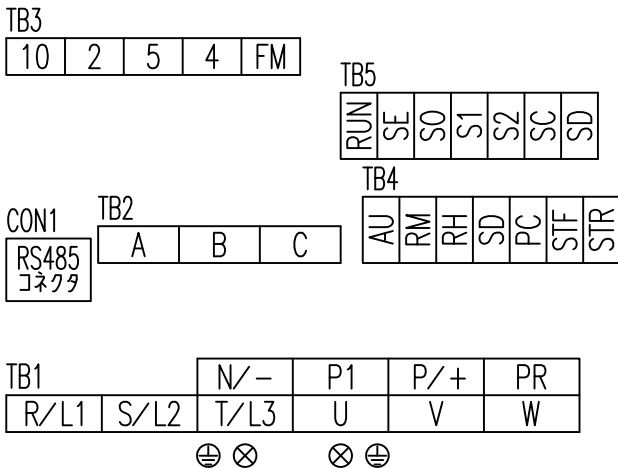 TB3
10 2 5 4 FM
TB5
RUN SE S0 S1 S2 SC SD
TB4
AU RM RH SD PC STF STR
CON1
RS485
コネクタ
TB2
A B C
TB1
N/- P1 P/+ PR
R/L1 S/L2 T/L3 U V W